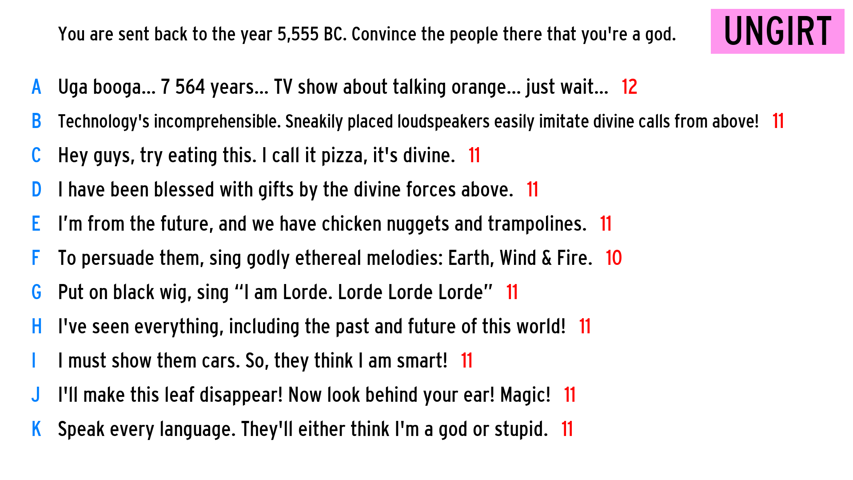 You are sent back to the year 5,555 BC. Convince the people there that you're a god.
UNGIRT
A Uga booga... 7 564 years... TV show about talking orange... just wait... 12
B Technology's incomprehensible. Sneakily placed loudspeakers easily imitate divine calls from above! 11
C Hey guys, try eating this. I call it pizza, it's divine. 11
D I have been blessed with gifts by the divine forces above. 11
E I’m from the future, and we have chicken nuggets and trampolines. 11
F To persuade them, sing godly ethereal melodies: Earth, Wind & Fire. 10
G Put on black wig, sing “I am Lorde. Lorde Lorde Lorde” 11
H I've seen everything, including the past and future of this world! 11
I I must show them cars. So, they think I am smart! 11
J I'll make this leaf disappear! Now look behind your ear! Magic! 11
K Speak every language. They'll either think I'm a god or stupid. 11